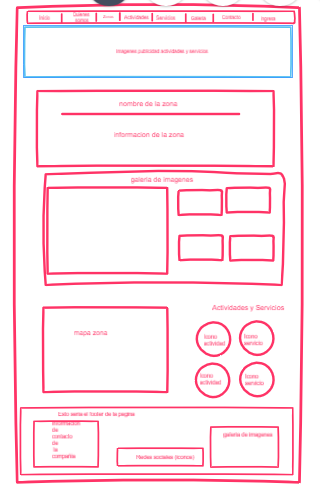 Inicio
Quienes
somos
Zonas
Actividades
Servicios
Galeria
Contacto
Ingreso
imagenes publicidad actividades y servicios
nombre de la zona
informacion de la zona
galeria de imagenes
Actividades y Servicios
mapa zona
Icono
actividad
Icono
servicio
Icono
actividad
Icono
servicio
Esto seria el footer de la pagina
informacion
de
contacto
de
la
compañia
Redes sociales (iconos)
galeria de imagenes